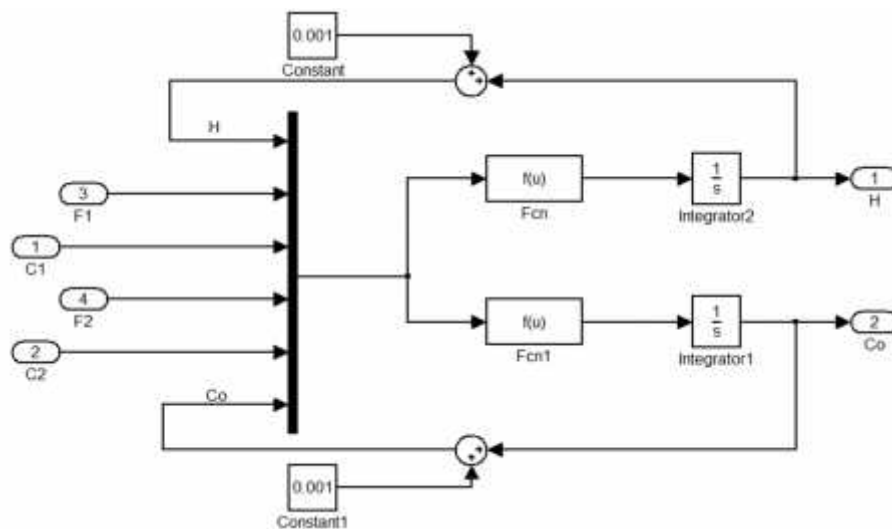 0.001
Constant
++
H
3
F1
1
C1
4
F2
2
C2
Co
f(u)
Fcn
1
s
Integrator2
1
H
f(u)
Fcn1
1
s
Integrator1
2
Co
++
0.001
Constant1